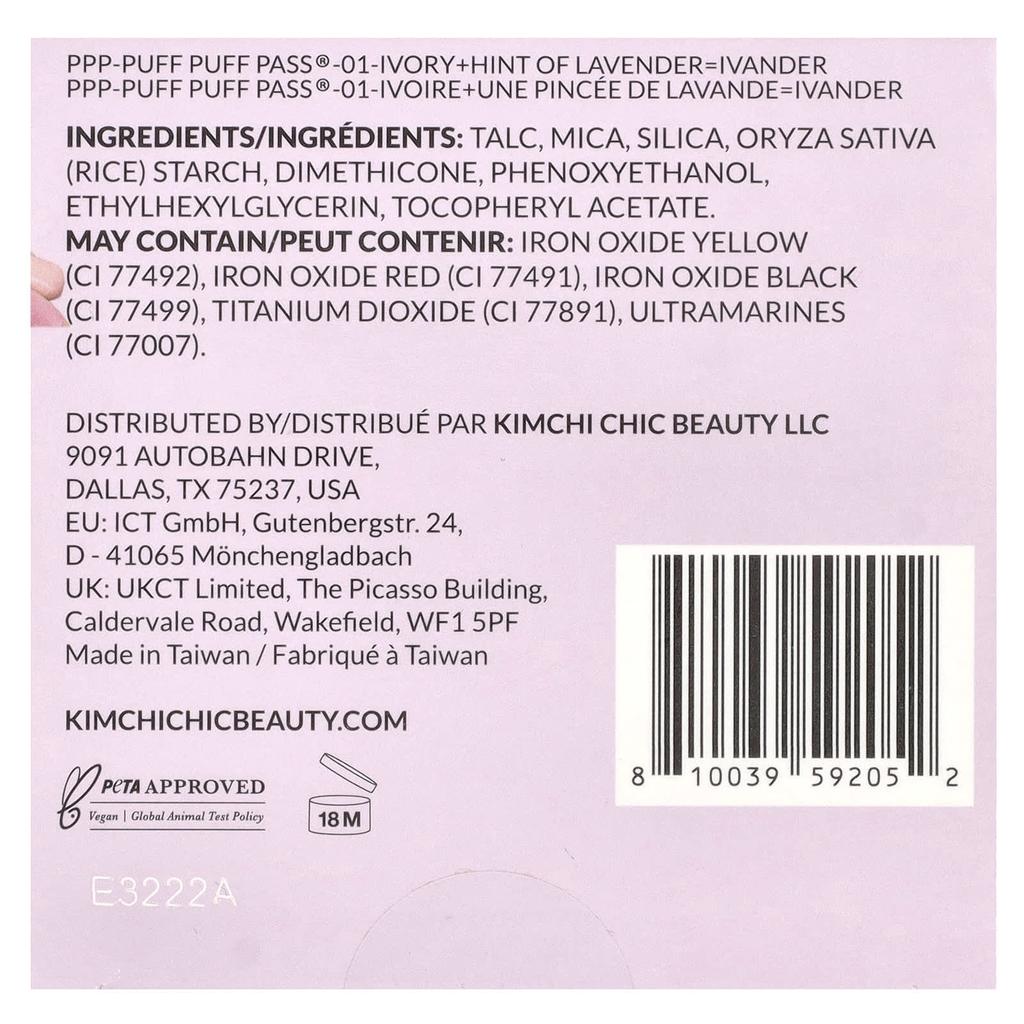 PPP-PUFF PUFF PASS®-01-IVORY+HINT OF LAVENDER=IVANDER
PPP-PUFF PUFF PASS®-01-IVOIRE+UNE PINCÉE DE LAVANDE=IVANDER
INGREDIENTS/INGRÉDIENTS: TALC, MICA, SILICA, ORYZA SATIVA
(RICE) STARCH, DIMETHICONE, PHENOXYETHANOL,
ETHYLHEXYLGLYCERIN, TOCOPHERYL ACETATE.
MAY CONTAIN/PEUT CONTENIR: IRON OXIDE YELLOW
(CI 77492), IRON OXIDE RED (CI 77491), IRON OXIDE BLACK
(CI 77499), TITANIUM DIOXIDE (CI 77891), ULTRAMARINES
(CI 77007).
DISTRIBUTED BY/DISTRIBUÉ PAR KIMCHI CHIC BEAUTY LLC
9091 AUTOBAHN DRIVE,
DALLAS, TX 75237, USA
EU: ICT GmbH, Gutenbergstr. 24,
D - 41065 Mönchengladbach
UK: UKCT Limited, The Picasso Building,
Caldervale Road, Wakefield, WF1 5PF
Made in Taiwan / Fabriqué à Taiwan
KIMCHICHICBEAUTY.COM
PETA APPROVED
Vegan | Global Animal Test Policy
18 M
8 10039 59205 2
E3222A